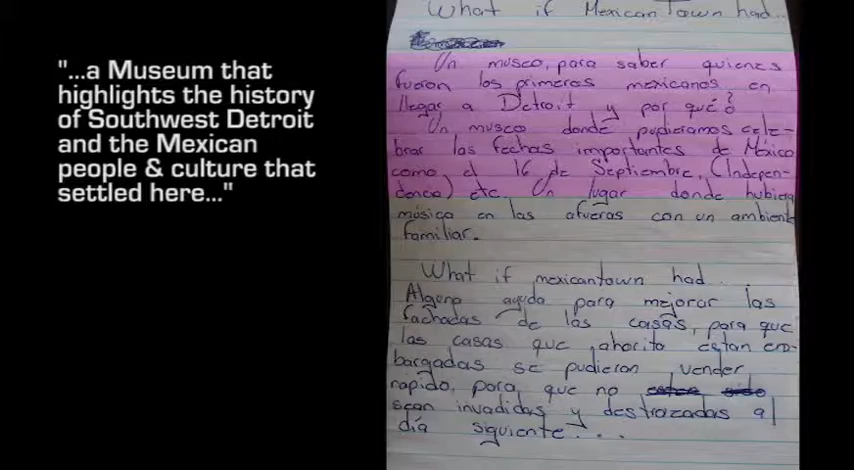 "...a Museum that
highlights the history
of Southwest Detroit
and the Mexican
people & culture that
settled here..."
What if MexicanTown had...
Un museo, para saber quienes
fueron los primeros mexicanos en
llegar a Detroit y por qué?
Un museo donde pudieramos cele-
brar las fechas importantes de México
como el 16 de Septiembre, (Indepen-
dencia) etc. Un lugar donde hubiera
música en las afueras con un ambiente
familiar.
What if mexicantown had...
Alguna ayuda para mejorar las
fachadas de las casas, para que
las casas que ahorita estan em-
bargadas se pudieran vender
rapido, para que no
sean invadidas y destrozadas al
día siguiente...